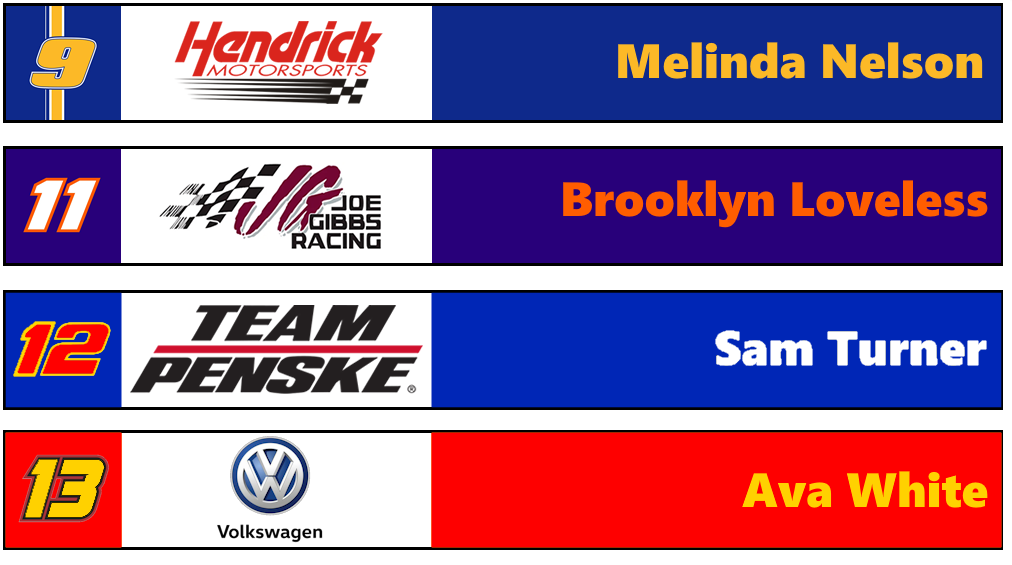 9
Hendrick
MOTORSPORTS
Melinda Nelson
11
JG
JOE
GIBBS
RACING
Brooklyn Loveless
12
TEAM
PENSKE®
Sam Turner
13
Volkswagen
Ava White